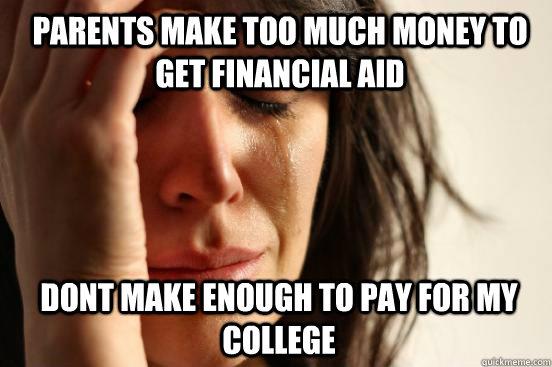 PARENTS MAKE TOO MUCH MONEY TO
GET FINANCIAL AID
DONT MAKE ENOUGH TO PAY FOR MY
COLLEGE
quickmeme.com